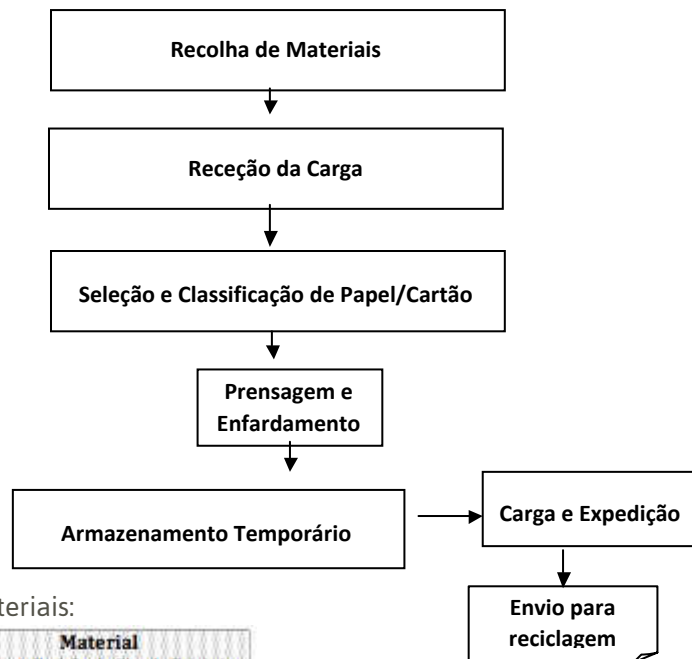 Recolha de Materiais
Receção da Carga
Seleção e Classificação de Papel/Cartão
Prensagem e
Enfardamento
Armazenamento Temporário
Carga e Expedição
Envio para
reciclagem
teriais:
Material